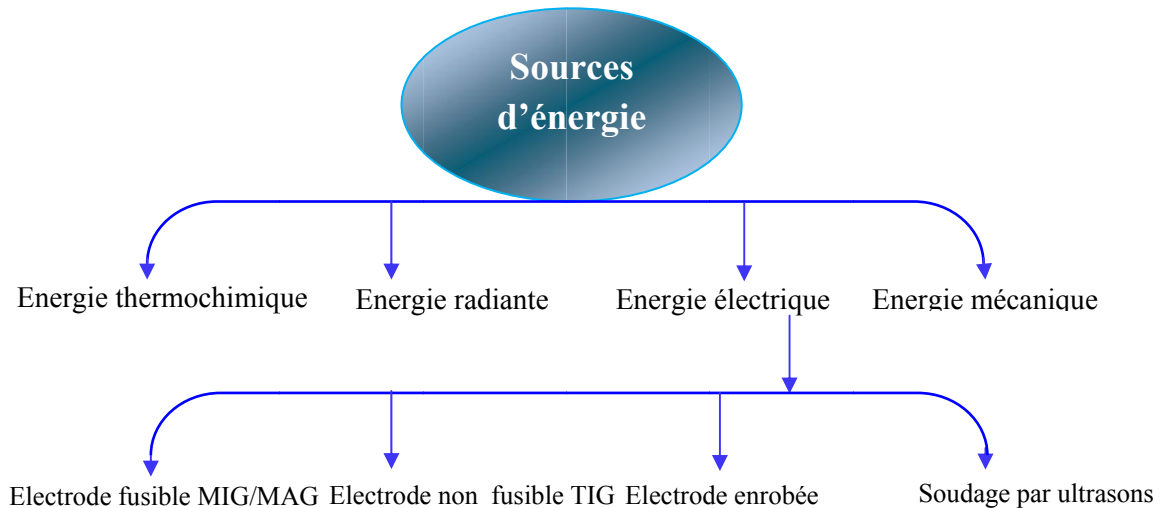 Sources
d’énergie
Energie thermochimique
Energie radiante
Energie électrique
Energie mécanique
Electrode fusible MIG/MAG
Electrode non fusible TIG
Electrode enrobée
Soudage par ultrasons